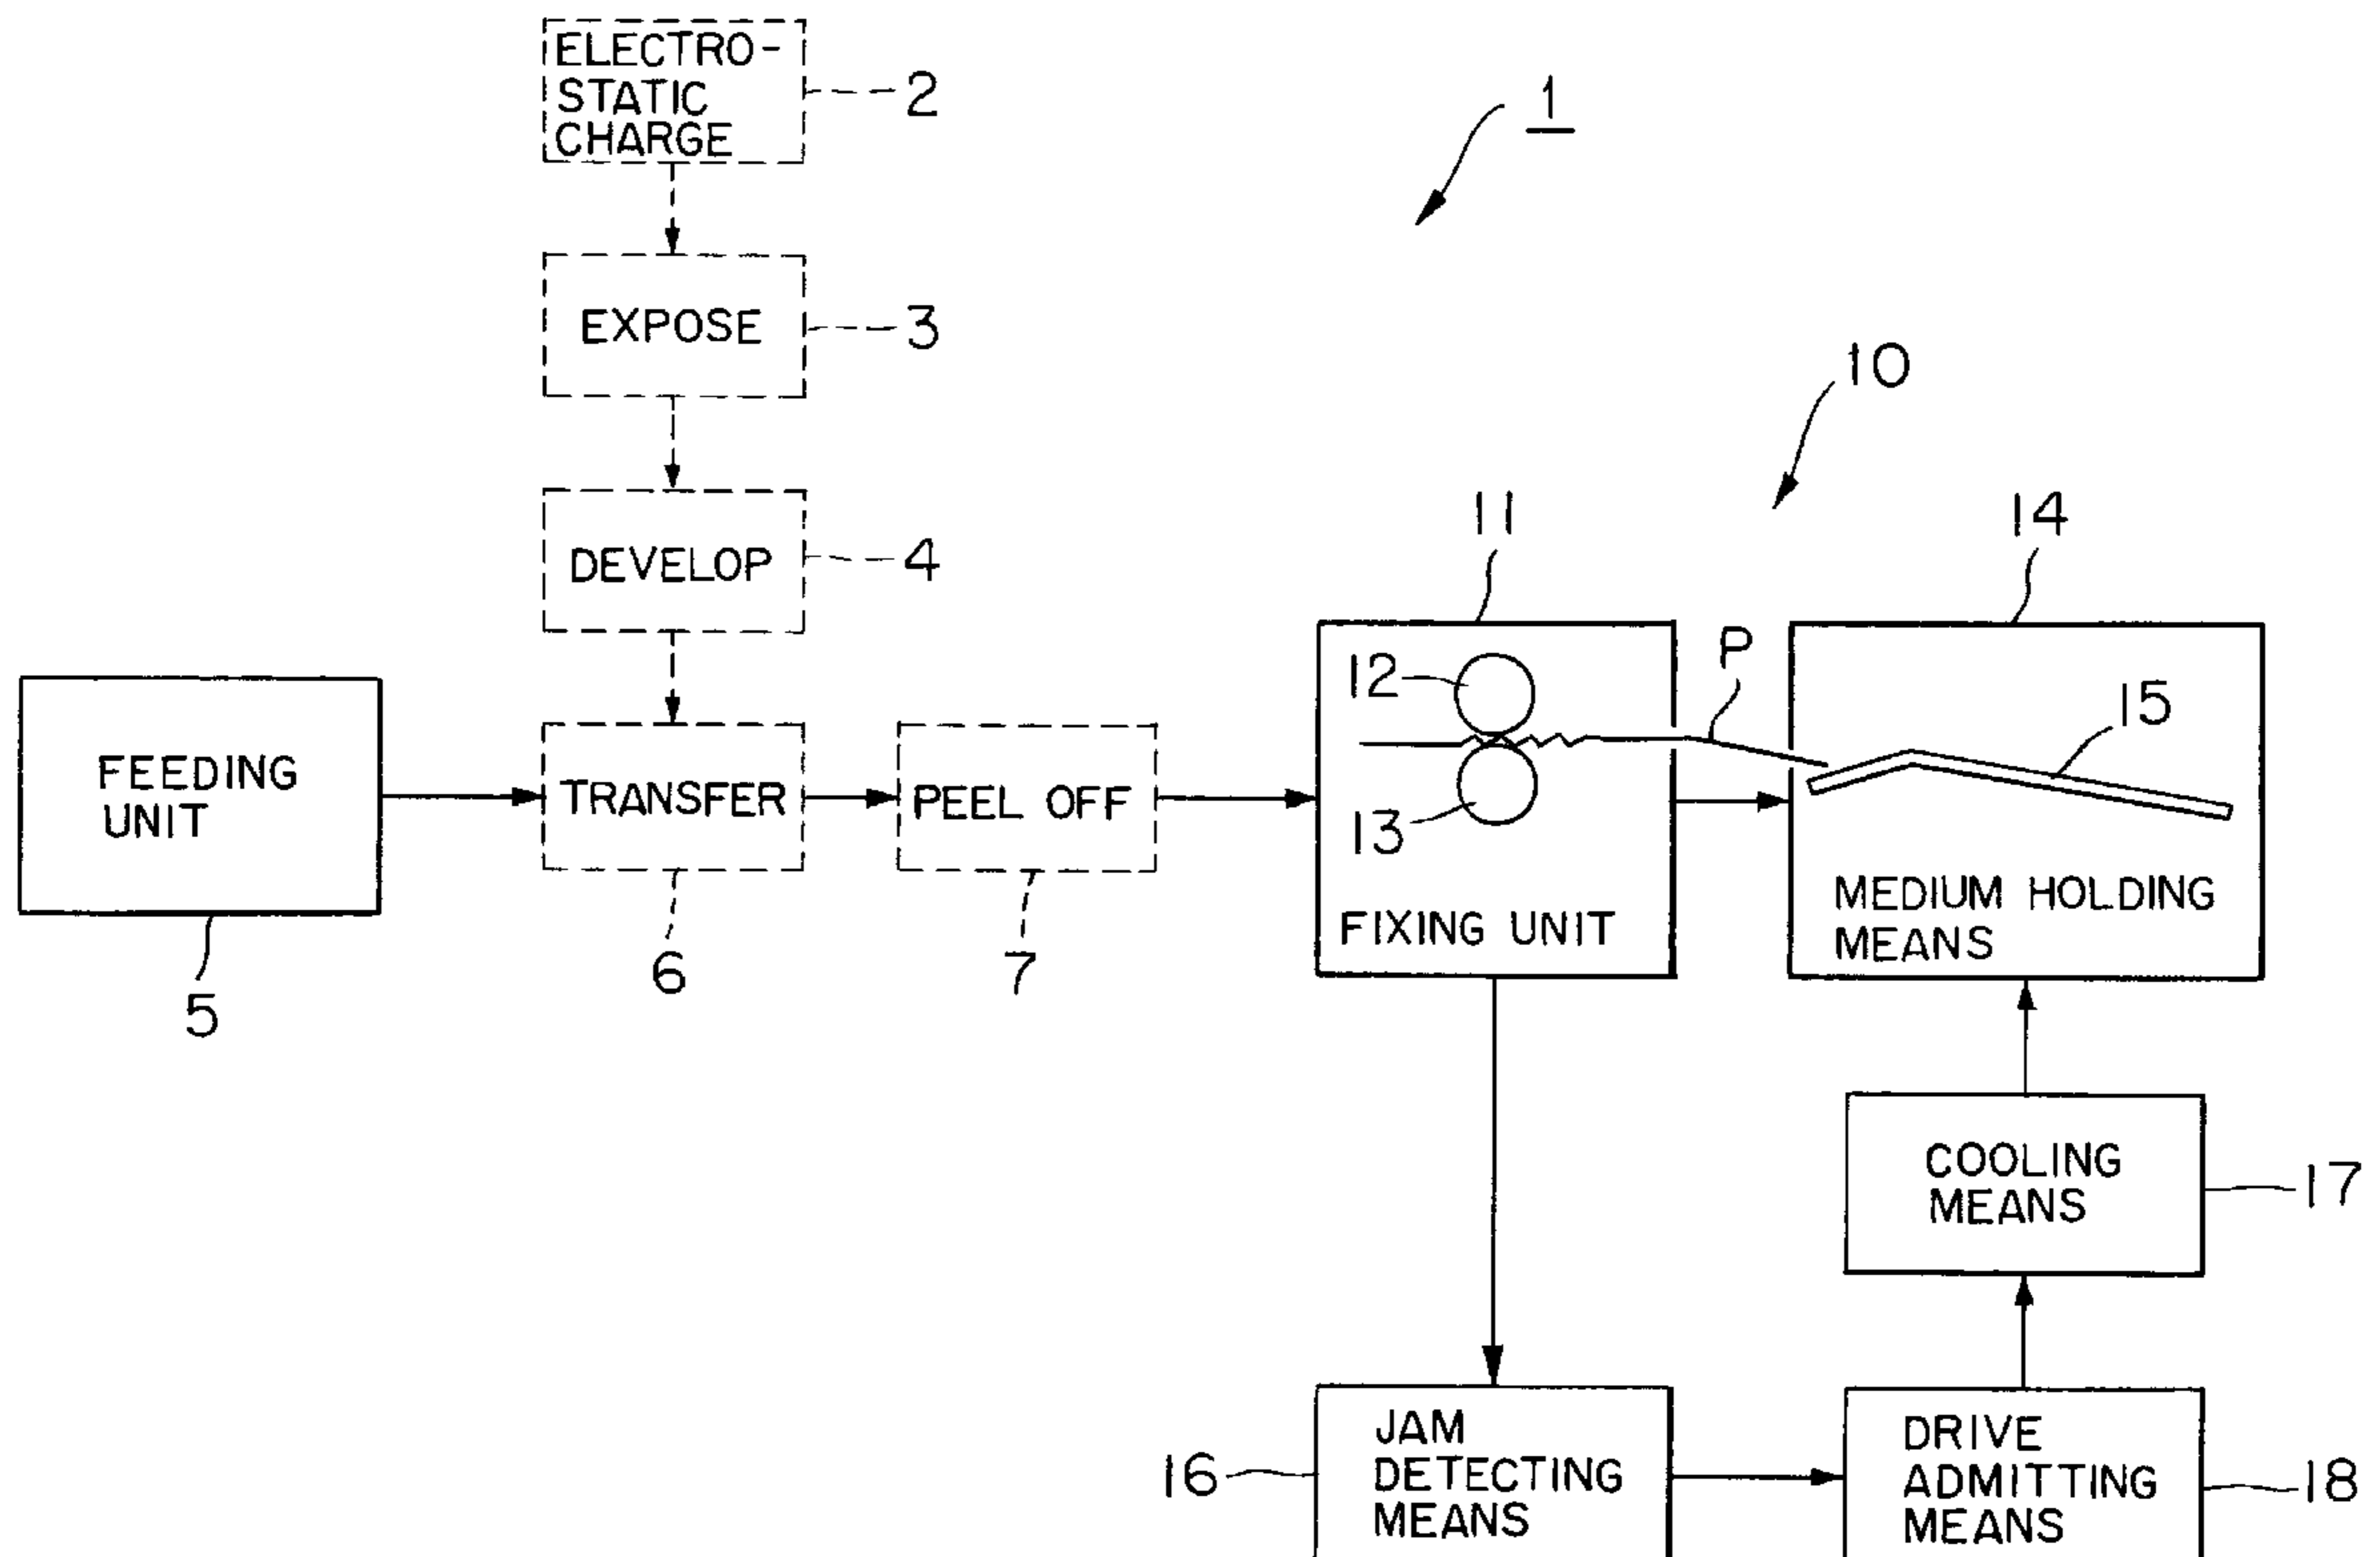 ELECTRO-
STATIC
CHARGE
2
1
EXPOSE
3
10
DEVELOP
4
11
14
P
12
15
13
FEEDING
UNIT
TRANSFER
PEEL OFF
FIXING UNIT
MEDIUM HOLDING
MEANS
5
6
7
COOLING
MEANS
17
16
JAM
DETECTING
MEANS
DRIVE
ADMITTING
MEANS
18